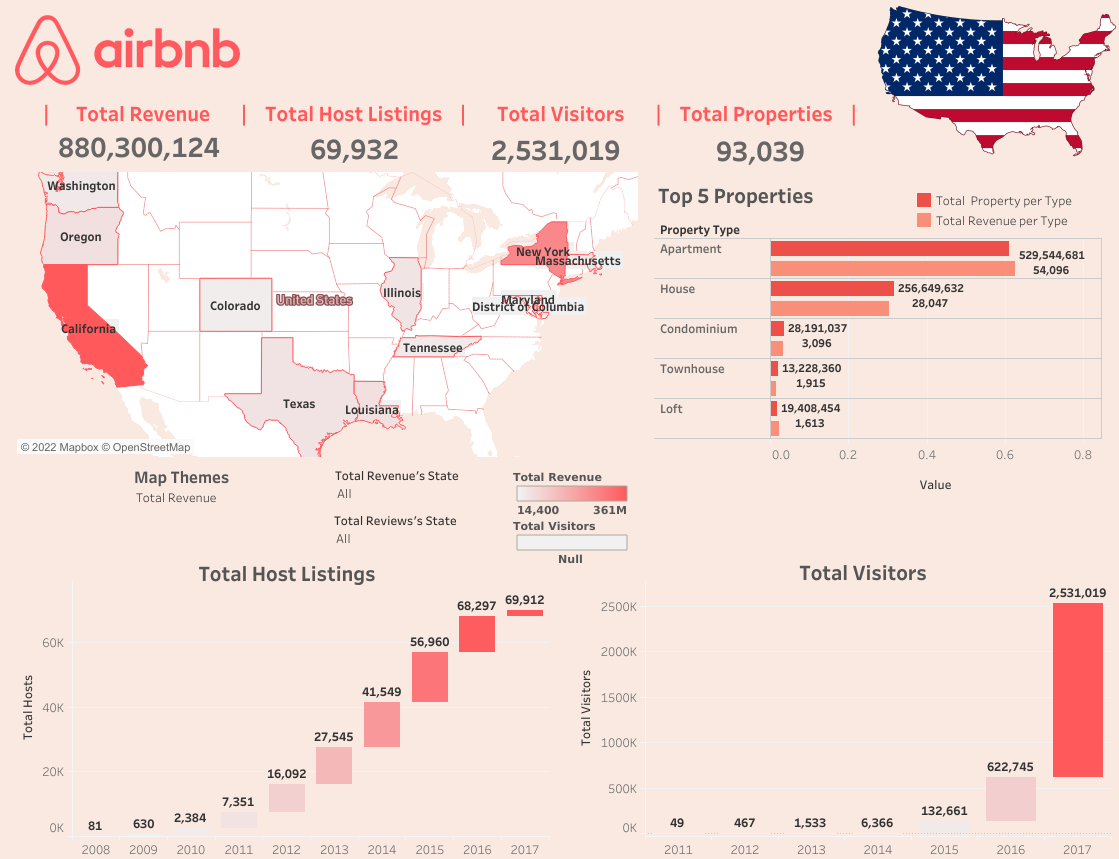 airbnb
| Total Revenue | Total Host Listings | Total Visitors | Total Properties |
880,300,124 69,932 2,531,019 93,039
Washington
Oregon
California
Colorado
United States
Illinois
New York
Massachusetts
Maryland
District of Columbia
Tennessee
Texas
Louisiana
© 2022 Mapbox © OpenStreetMap
Top 5 Properties
Total Property per Type
Total Revenue per Type
Property Type
Apartment
529,544,681
54,096
House
256,649,632
28,047
Condominium
28,191,037
3,096
Townhouse
13,228,360
1,915
Loft
19,408,454
1,613
0.0 0.2 0.4 0.6 0.8
Value
Map Themes
Total Revenue
Total Revenue's State
All
Total Reviews's State
All
Total Revenue
14,400 361M
Total Visitors
Null
Total Host Listings
Total Hosts
60K
40K
20K
0K
81
630
2,384
7,351
16,092
27,545
41,549
56,960
68,297
69,912
2008 2009 2010 2011 2012 2013 2014 2015 2016 2017
Total Visitors
Total Visitors
2500K
2000K
1500K
1000K
500K
0K
49
467
1,533
6,366
132,661
622,745
2,531,019
2011 2012 2013 2014 2015 2016 2017